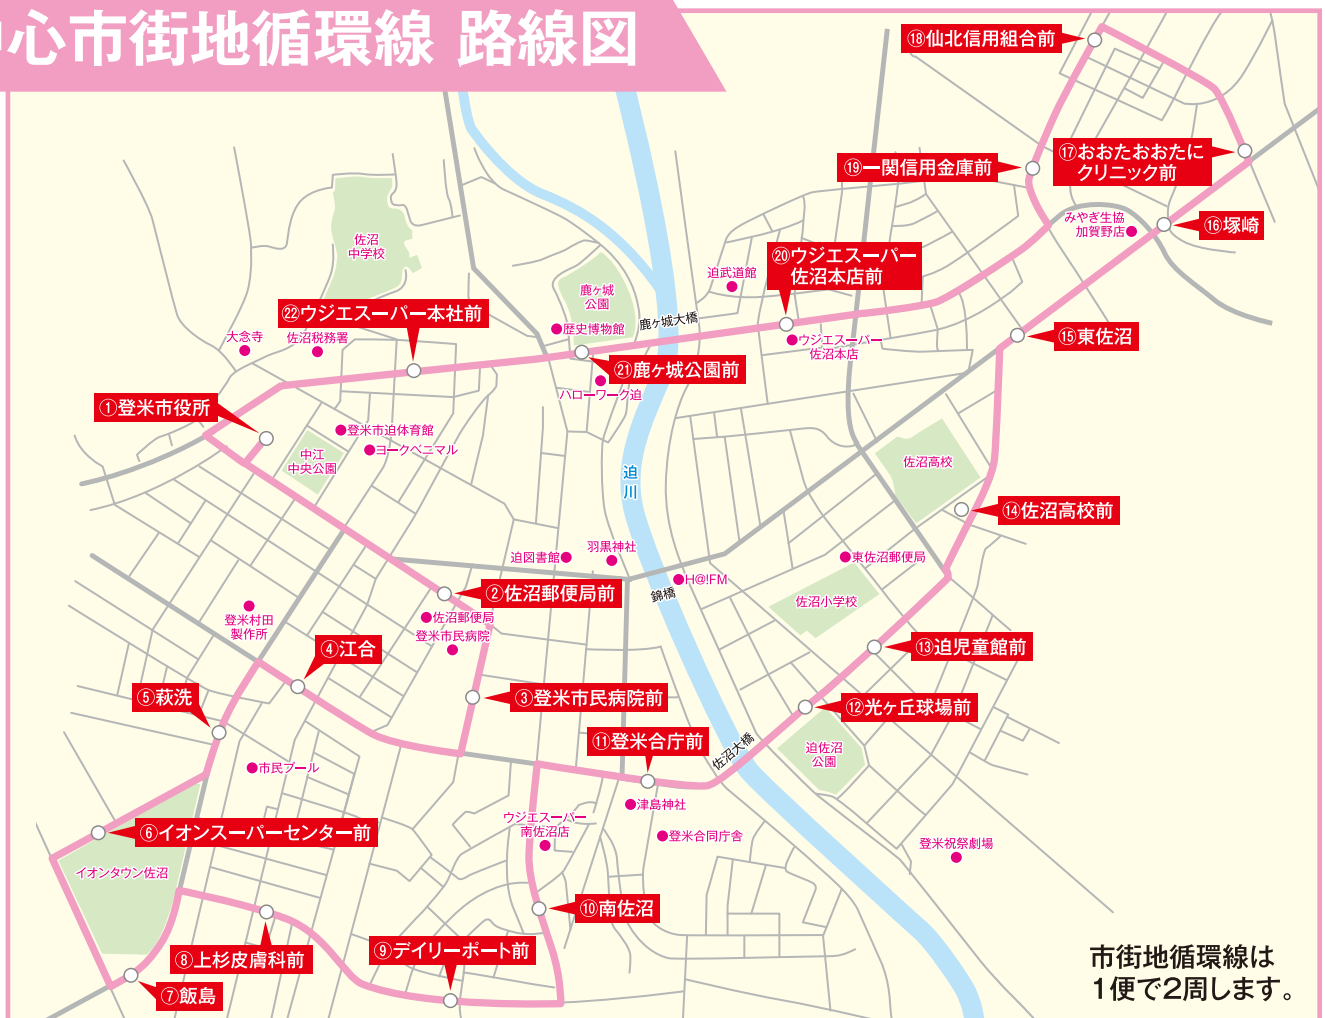 中心市街地循環線 路線図
⑱仙北信用組合前
⑲一関信用金庫前
⑰おおたおおたに
クリニック前
⑯塚崎
みやぎ生協
加賀野店
佐沼
中学校
鹿ヶ城
公園
迫武道館
⑳ウジエスーパー
佐沼本店前
㉒ウジエスーパー本社前
歴史博物館
鹿ヶ城大橋
大念寺
佐沼税務署
ウジエスーパー
佐沼本店
⑮東佐沼
㉑鹿ヶ城公園前
ハローワーク迫
①登米市役所
登米市迫体育館
ヨークベニマル
中江
中央公園
迫
川
佐沼高校
⑭佐沼高校前
迫図書館
羽黒神社
東佐沼郵便局
H@!FM
錦橋
②佐沼郵便局前
佐沼小学校
登米村田
製作所
佐沼郵便局
登米市民病院
④江合
⑬迫児童館前
⑤萩洗
③登米市民病院前
⑫光ヶ丘球場前
⑪登米合庁前
佐沼大橋
迫佐沼
公園
市民プール
津島神社
ウジエスーパー
南佐沼店
⑥イオンスーパーセンター前
登米合同庁舎
登米祝祭劇場
イオンタウン佐沼
⑩南佐沼
⑧上杉皮膚科前
⑨デイリーポート前
⑦飯島
市街地循環線は
1便で2周します。